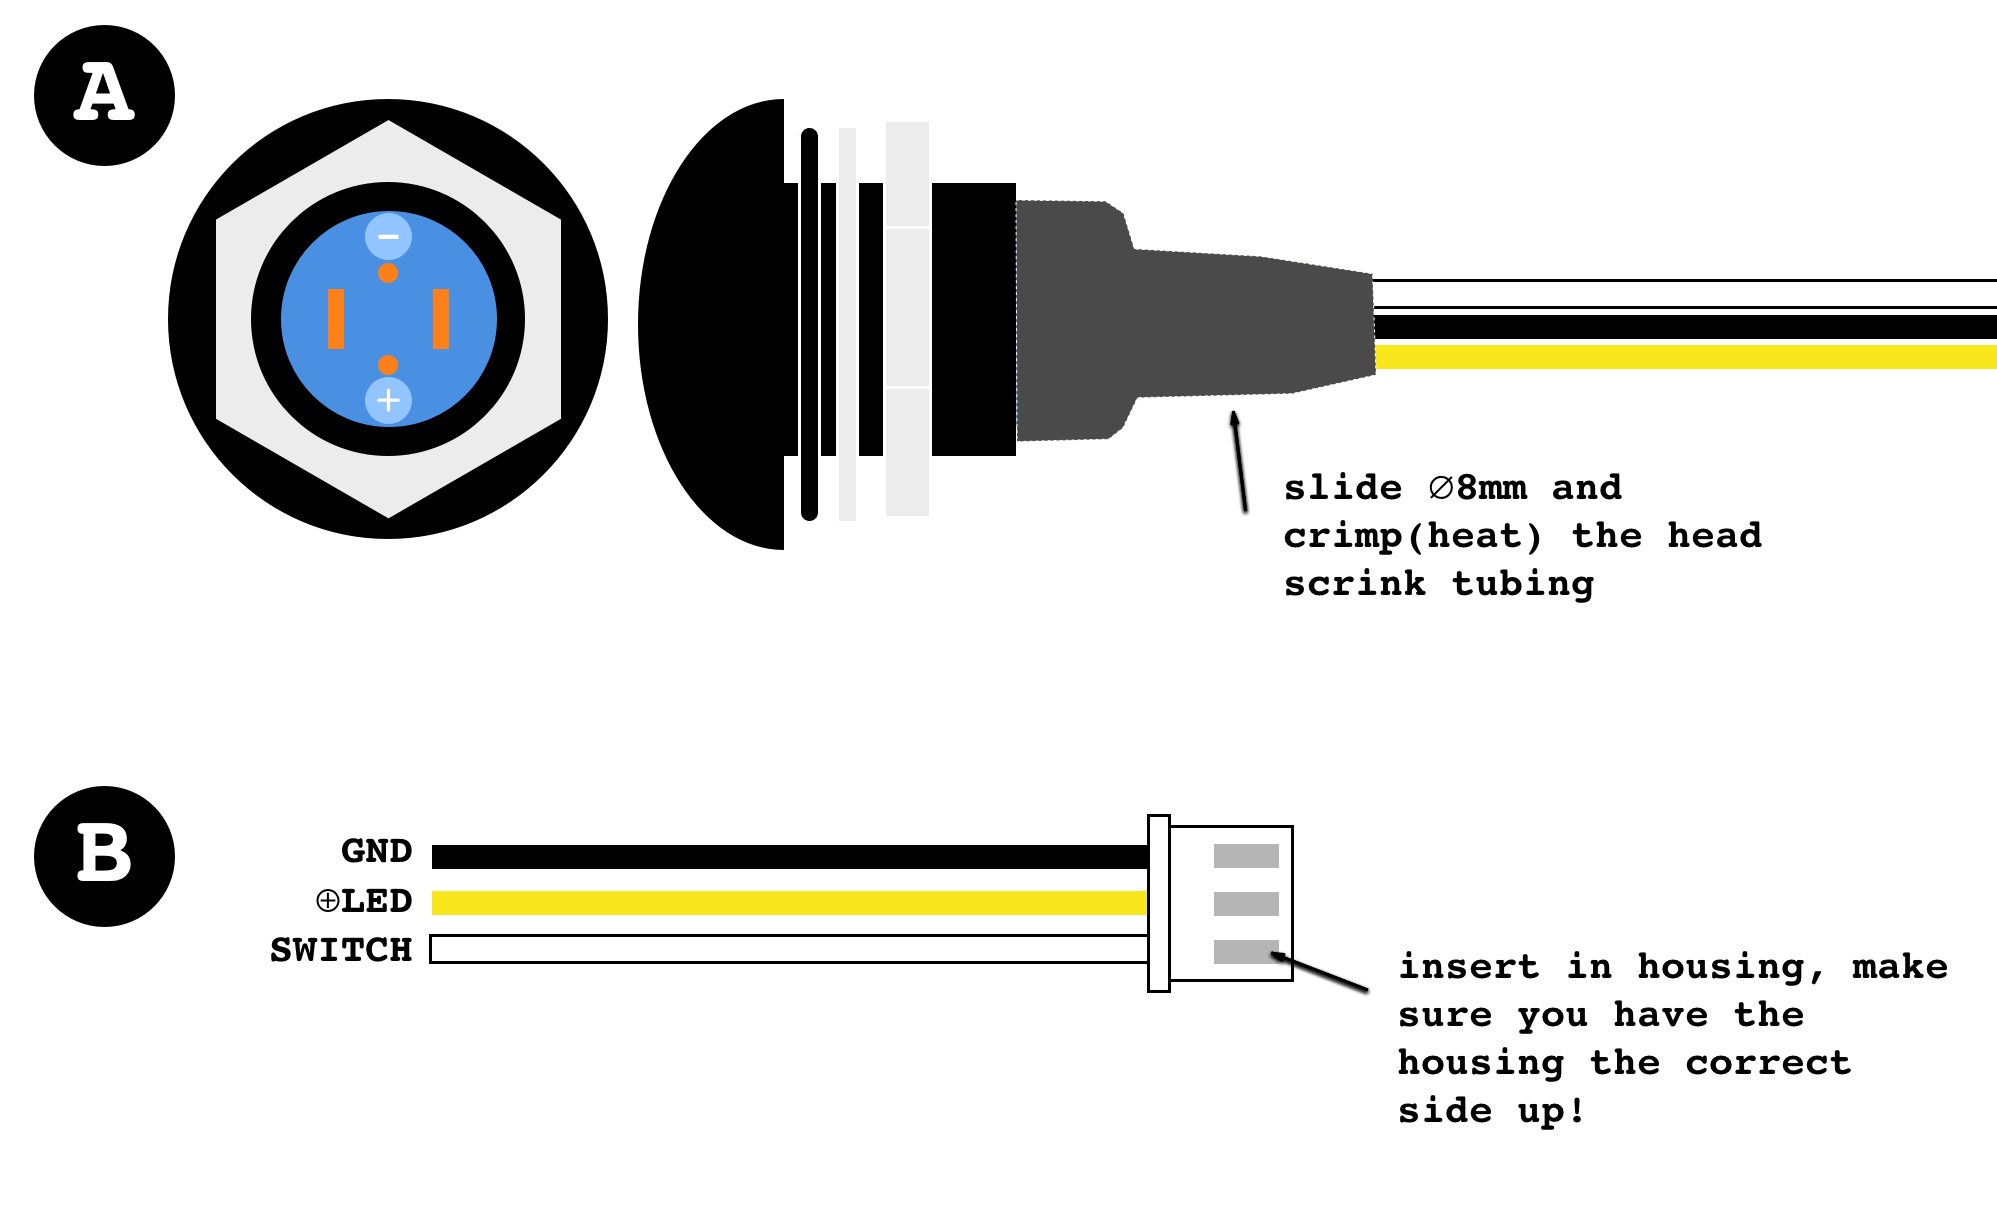 A
−
+
slide ∅8mm and
crimp(heat) the head
scrink tubing
B
GND
⊕LED
SWITCH
insert in housing, make
sure you have the
housing the correct
side up!